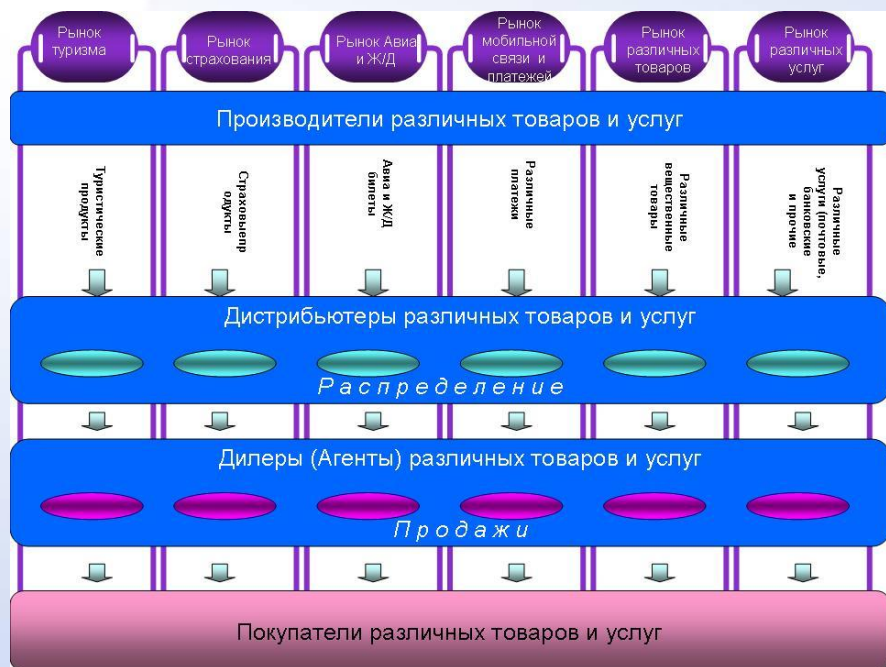 Рынок
туризма
Рынок
страхования
Рынок Авиа
и Ж/Д
Рынок
мобильной
связи и
платежей
Рынок
различных
товаров
Рынок
различных
услуг
Производители различных товаров и услуг
Туристические
продукты
Страховыепр
одукты
Авиа и Ж/Д
билеты
Различные
платежи
Различные
вещественные
товары
Различные
услуги (почтовые,
банковские
и прочие
Дистрибьютеры различных товаров и услуг
Распределение
Дилеры (Агенты) различных товаров и услуг
Продажи
Покупатели различных товаров и услуг